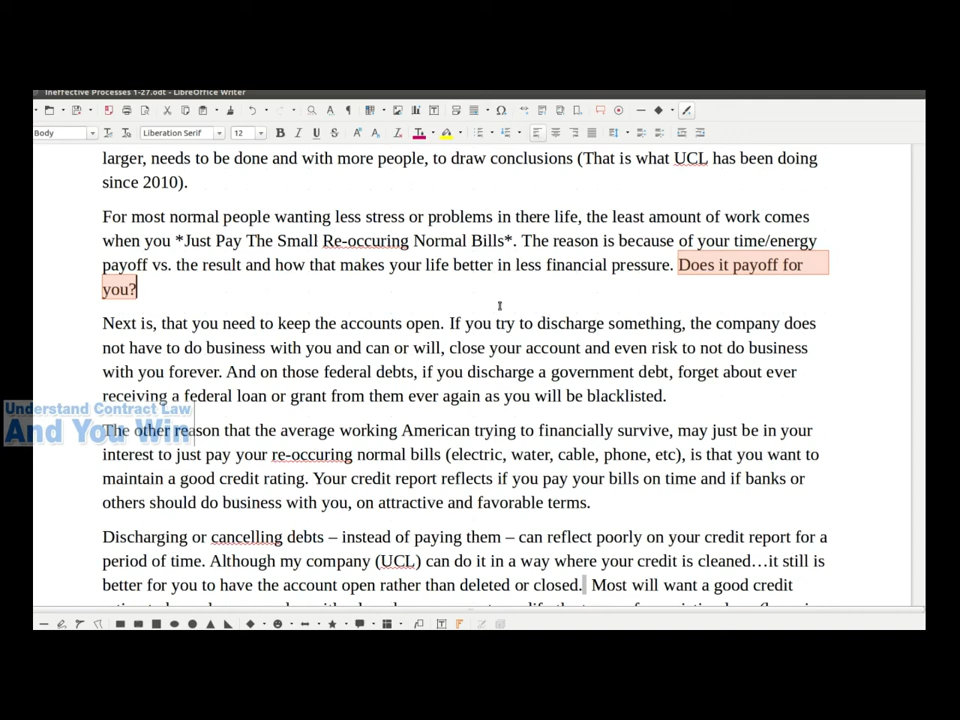 Ineffective Processes 1-27.odt - LibreOffice Writer
Body
Liberation Serif
12
larger, needs to be done and with more people, to draw conclusions (That is what UCL has been doing
since 2010).
For most normal people wanting less stress or problems in there life, the least amount of work comes
when you *Just Pay The Small Re-occuring Normal Bills*. The reason is because of your time/energy
payoff vs. the result and how that makes your life better in less financial pressure. Does it payoff for
you?
Next is, that you need to keep the accounts open. If you try to discharge something, the company does
not have to do business with you and can or will, close your account and even risk to not do business
with you forever. And on those federal debts, if you discharge a government debt, forget about ever
receiving a federal loan or grant from them ever again as you will be blacklisted.
Understand Contract Law
And You Win
The other reason that the average working American trying to financially survive, may just be in your
interest to just pay your re-occuring normal bills (electric, water, cable, phone, etc), is that you want to
maintain a good credit rating. Your credit report reflects if you pay your bills on time and if banks or
others should do business with you, on attractive and favorable terms.
Discharging or cancelling debts – instead of paying them – can reflect poorly on your credit report for a
period of time. Although my company (UCL) can do it in a way where your credit is cleaned…it still is
better for you to have the account open rather than deleted or closed. Most will want a good credit